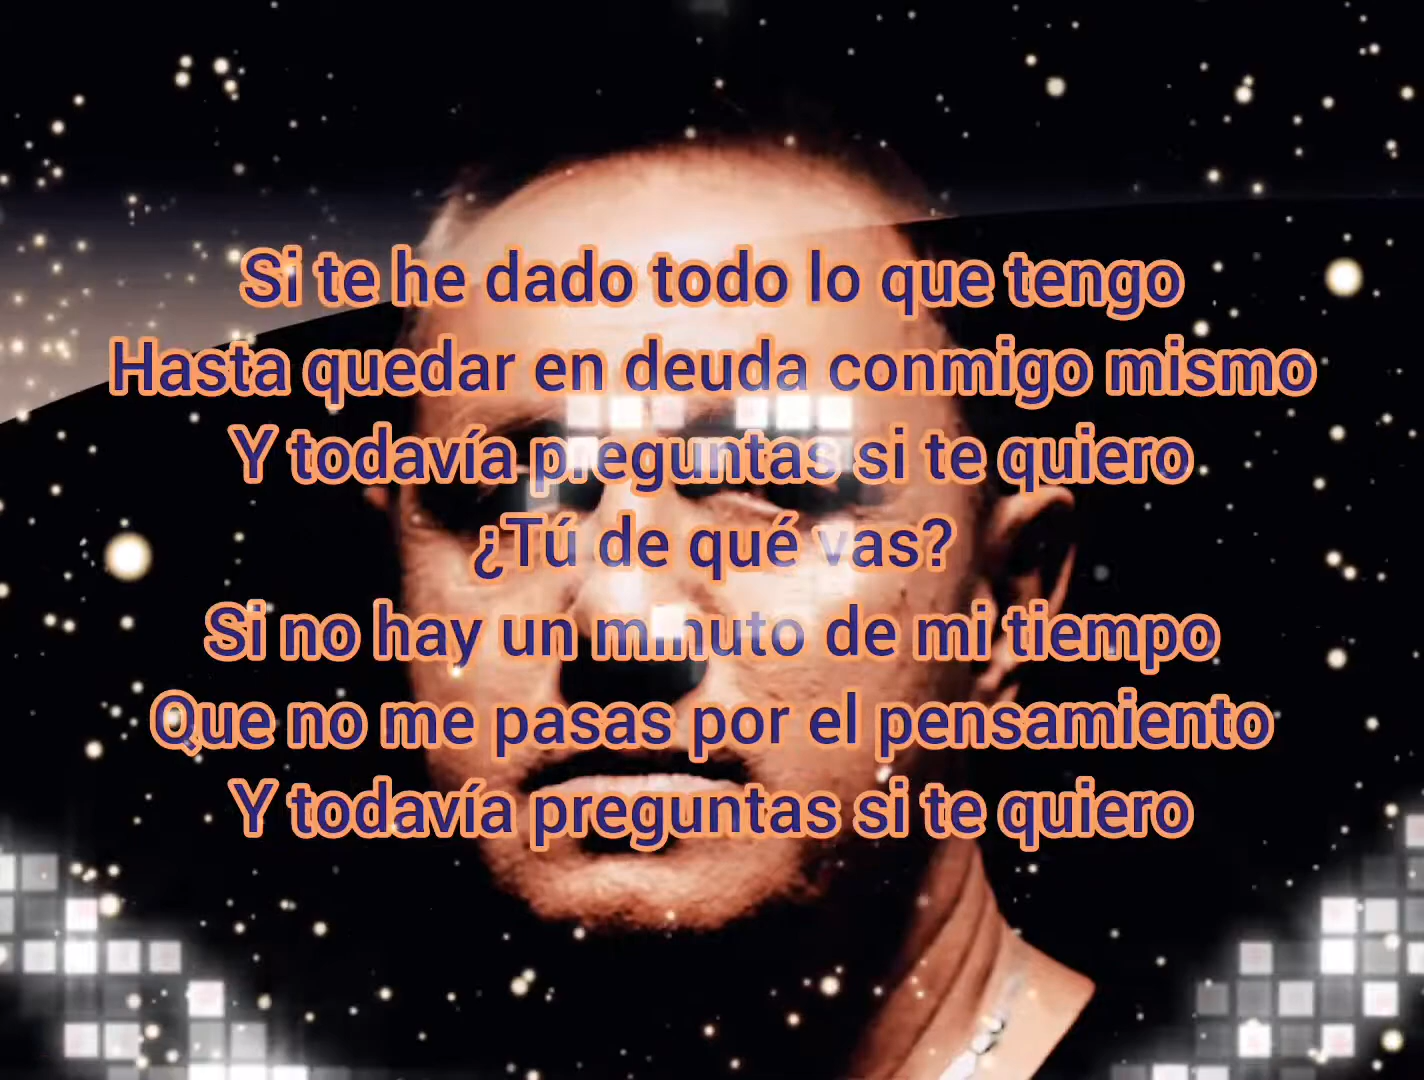 Si te he dado todo lo que tengo
Hasta quedar en deuda conmigo mismo
Y todavía preguntas si te quiero
¿Tú de qué vas?
Si no hay un minuto de mi tiempo
Que no me pasas por el pensamiento
Y todavía preguntas si te quiero